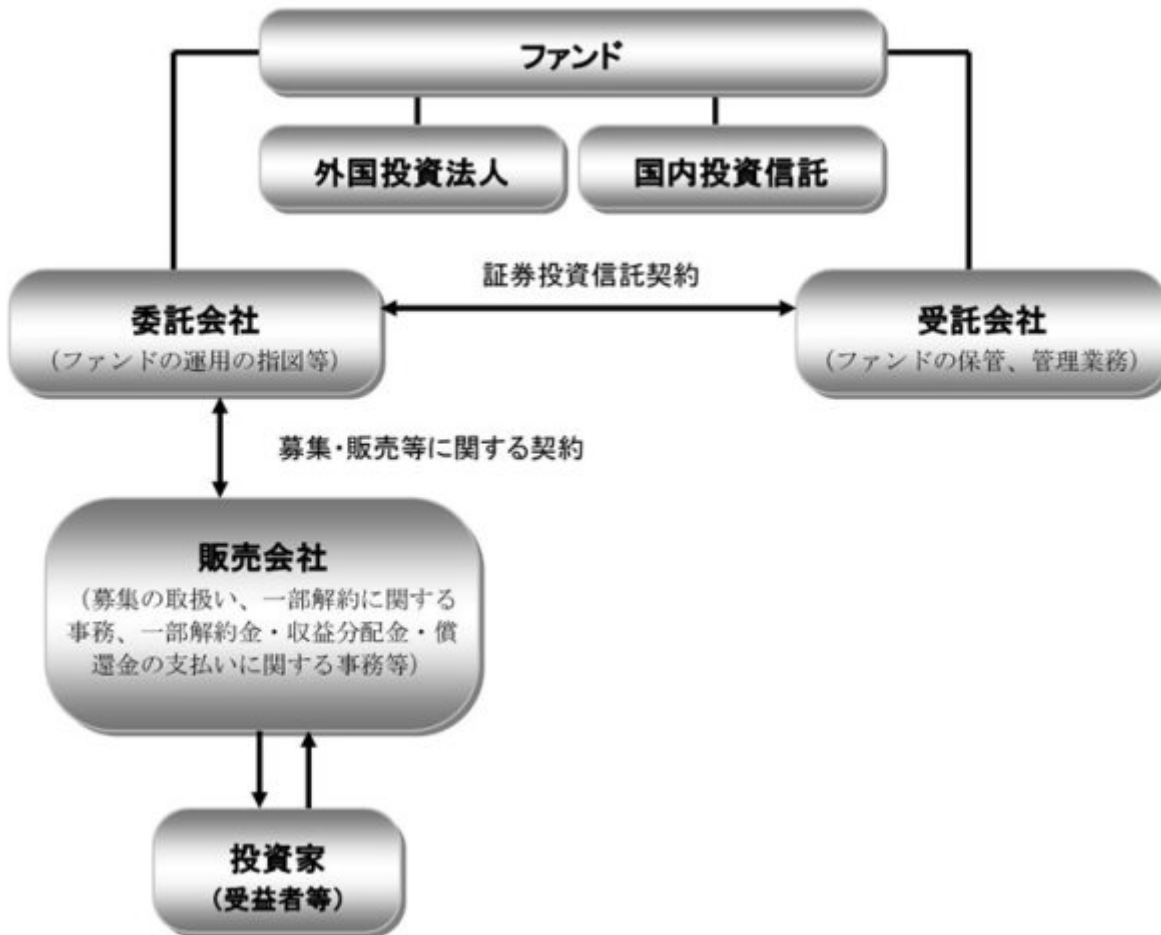 ファンド
外国投資法人
国内投資信託
証券投資信託契約
委託会社
(ファンドの運用の指図等)
受託会社
(ファンドの保管、管理業務)
募集・販売等に関する契約
販売会社
(募集の取扱い、一部解約に関する
事務、一部解約金・収益分配金・償
還金の支払いに関する事務等)
投資家
(受益者等)